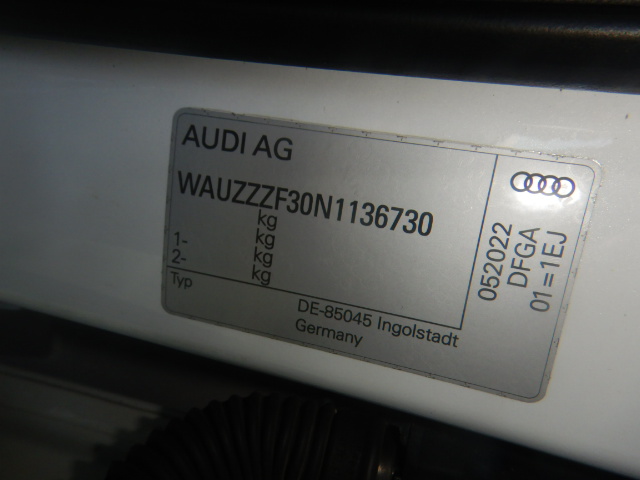 AUDI AG
WAUZZZF30N1136730
kg
kg
1-
kg
2-
kg
Typ
DE-85045 Ingolstadt
Germany
052022
DFGA
01=1EJ